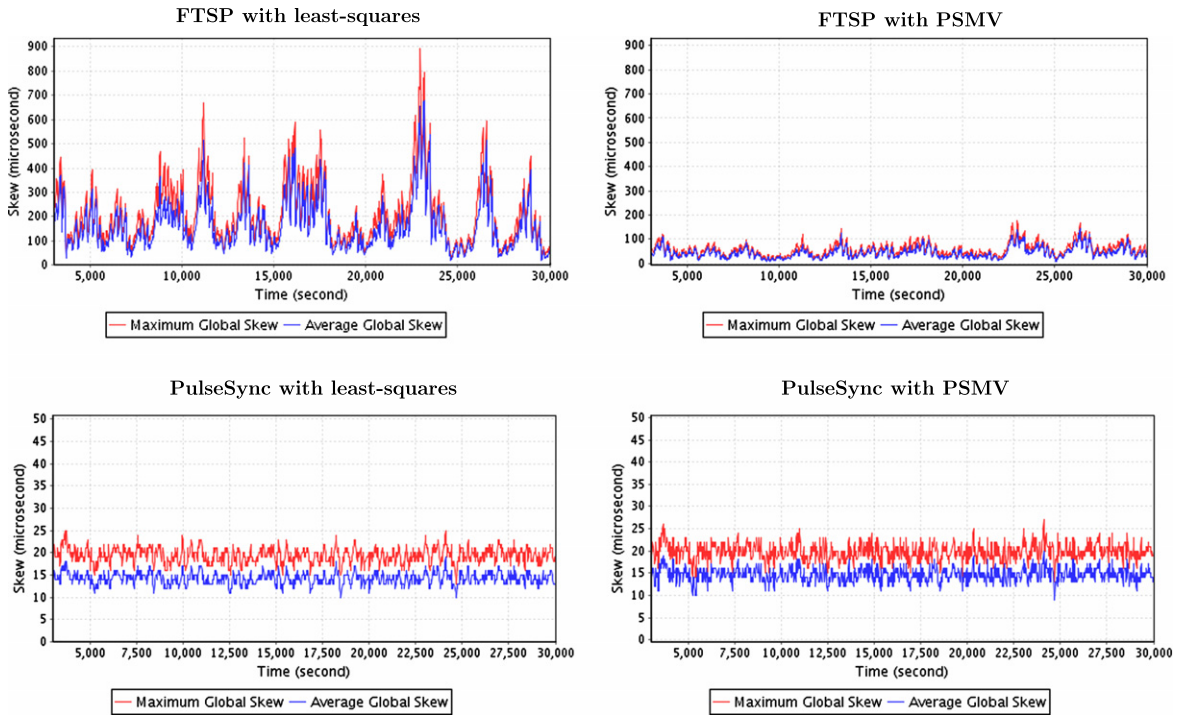 FTSP with least-squares
FTSP with PSMV
Skew (microsecond)
900
800
700
600
500
400
300
200
100
0
5,000 10,000 15,000 20,000 25,000 30,000
Time (second)
Maximum Global Skew Average Global Skew
Skew (microsecond)
900
800
700
600
500
400
300
200
100
0
5,000 10,000 15,000 20,000 25,000 30,000
Time (second)
Maximum Global Skew Average Global Skew
PulseSync with least-squares
PulseSync with PSMV
Skew (microsecond)
50
45
40
35
30
25
20
15
10
5
0
5,000 7,500 10,000 12,500 15,000 17,500 20,000 22,500 25,000 27,500 30,000
Time (second)
Maximum Global Skew Average Global Skew
Skew (microsecond)
50
45
40
35
30
25
20
15
10
5
0
5,000 7,500 10,000 12,500 15,000 17,500 20,000 22,500 25,000 27,500 30,000
Time (second)
Maximum Global Skew Average Global Skew